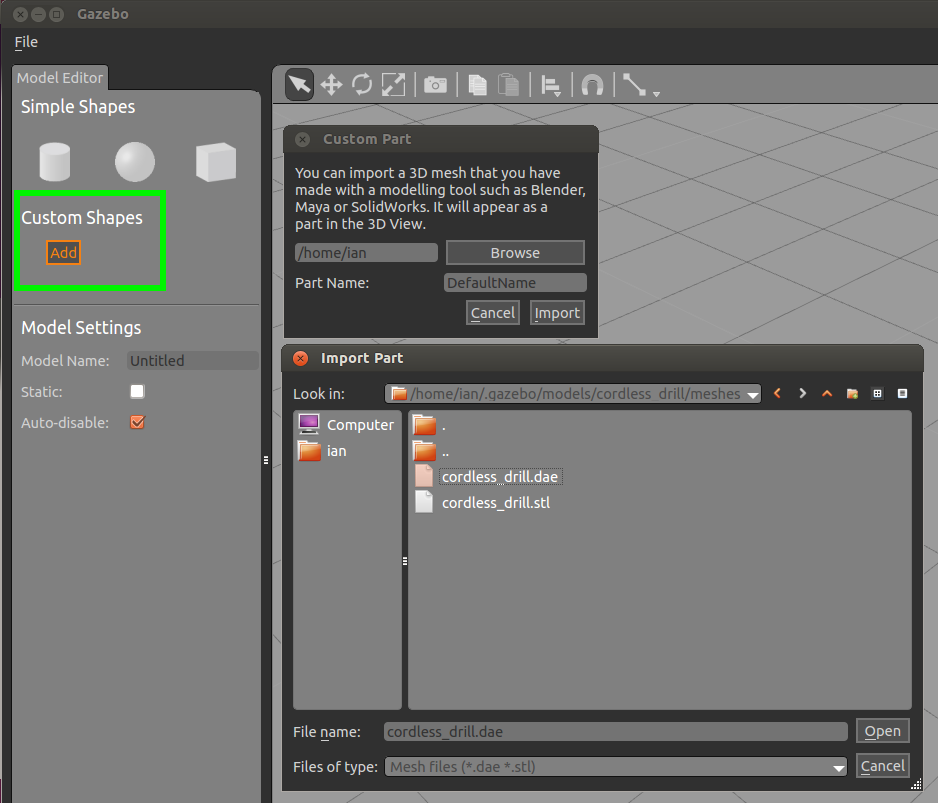 Gazebo
File
Model Editor
Simple Shapes
Custom Shapes
Add
Model Settings
Model Name: Untitled
Static:
Auto-disable:
Custom Part
You can import a 3D mesh that you have
made with a modelling tool such as Blender,
Maya or SolidWorks. It will appear as a
part in the 3D View.
/home/ian Browse
Part Name: DefaultName
Cancel Import
Import Part
Look in: /home/ian/.gazebo/models/cordless_drill/meshes
Computer
ian
.
..
cordless_drill.dae
cordless_drill.stl
File name: cordless_drill.dae Open
Files of type: Mesh files (*.dae *.stl) Cancel